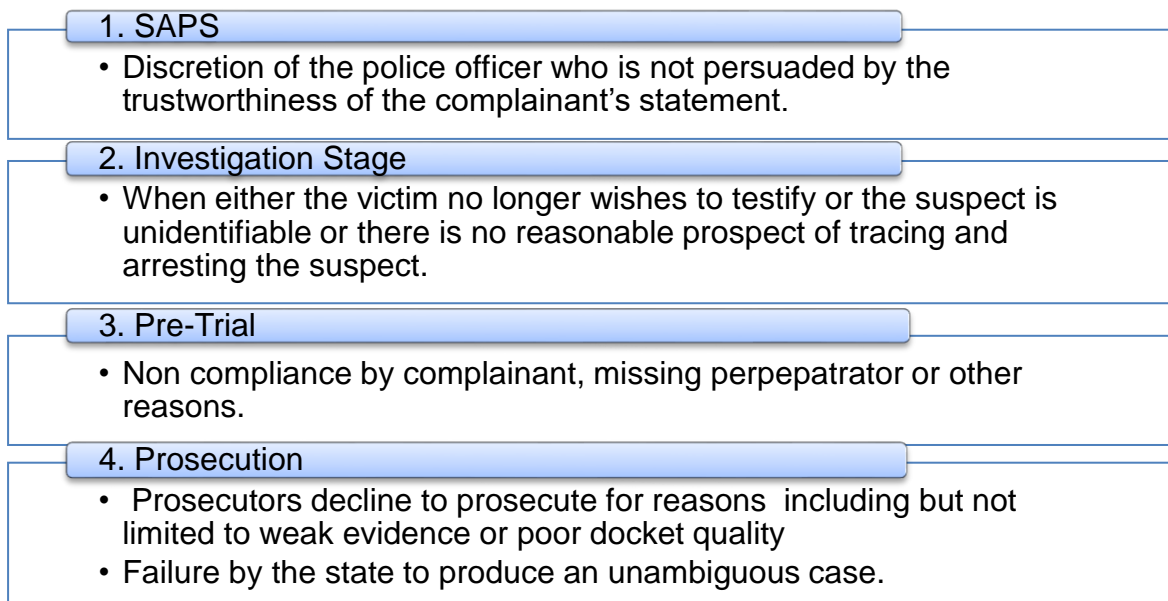 1. SAPS
• Discretion of the police officer who is not persuaded by the
trustworthiness of the complainant’s statement.
2. Investigation Stage
• When either the victim no longer wishes to testify or the suspect is
unidentifiable or there is no reasonable prospect of tracing and
arresting the suspect.
3. Pre-Trial
• Non compliance by complainant, missing perpepatrator or other
reasons.
4. Prosecution
• Prosecutors decline to prosecute for reasons including but not
limited to weak evidence or poor docket quality
• Failure by the state to produce an unambiguous case.